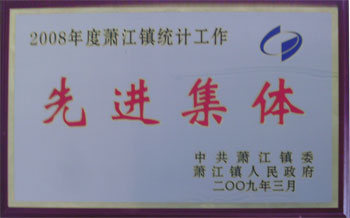 2008年度萧江镇统计工作
先进集体
中共萧江镇委
萧江镇人民政府
二〇〇九年三月